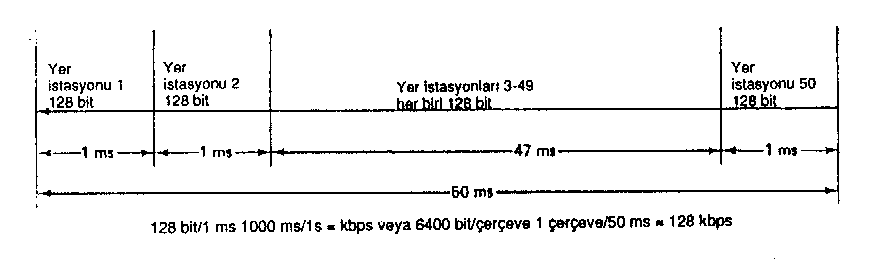 Yer
istasyonu 1
128 bit
Yer
istasyonu 2
128 bit
Yer istasyonları 3-49
her biri 128 bit
Yer
istasyonu 50
128 bit
1 ms
1 ms
47 ms
1 ms
50 ms
128 bit/1 ms 1000 ms/1s = kbps veya 6400 bit/çerçeve 1 çerçeve/50 ms = 128 kbps